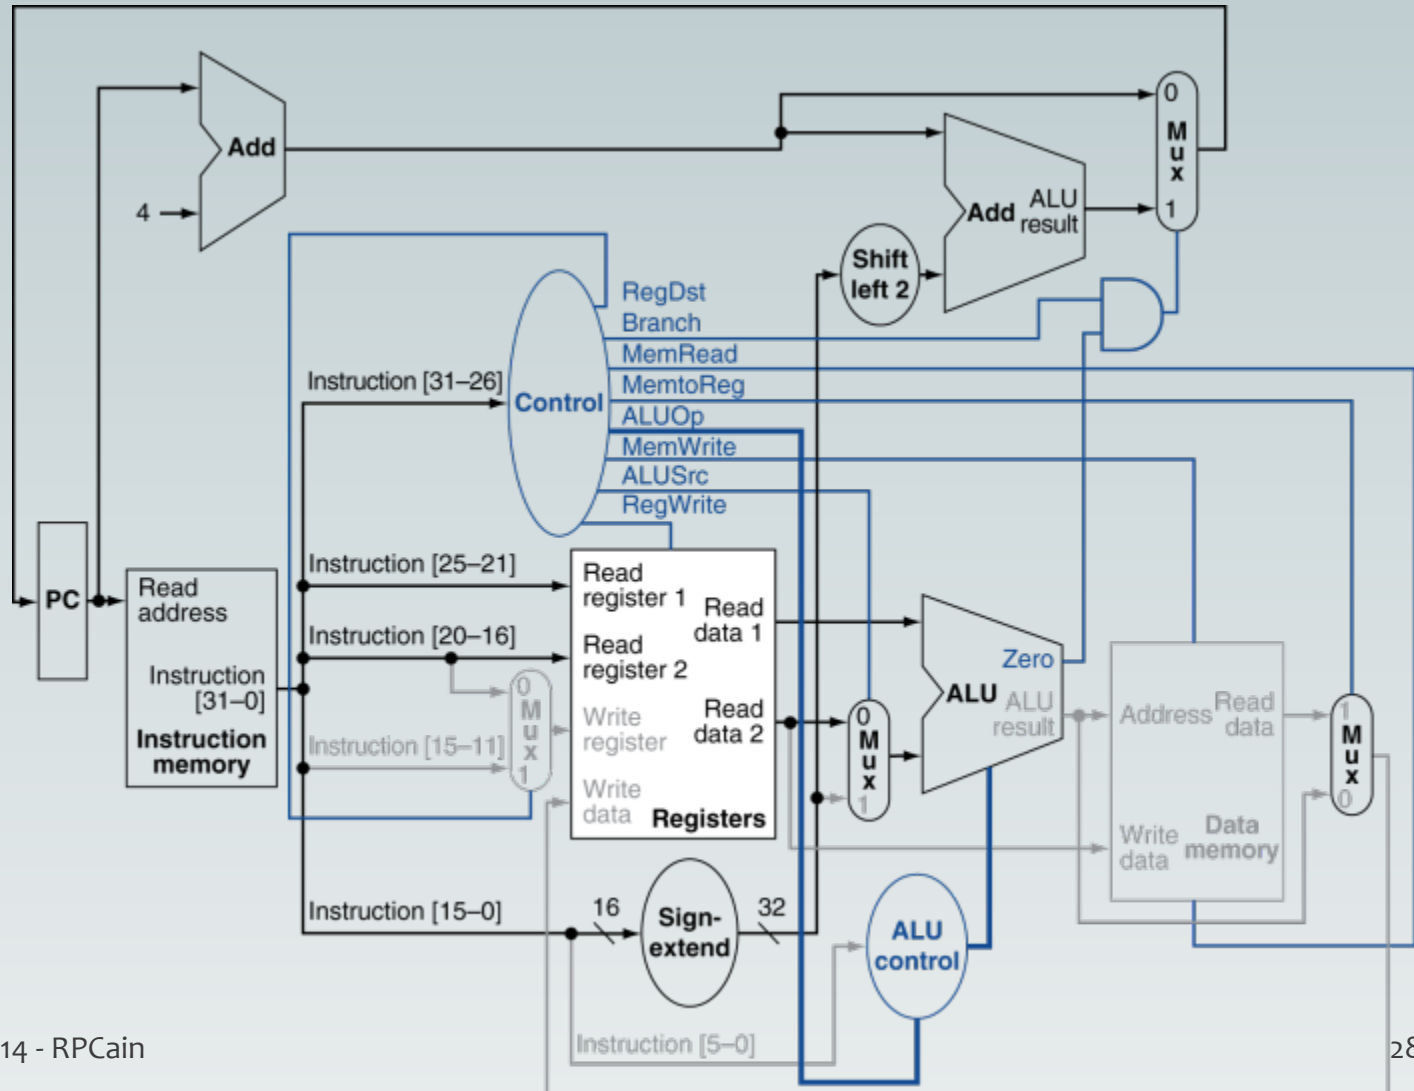 0
M
u
x
1
Add
4
Add
ALU
result
Shift
left 2
RegDst
Branch
MemRead
MemtoReg
ALUOp
MemWrite
ALUSrc
RegWrite
Control
Instruction [31–26]
Instruction [25–21]
Instruction [20–16]
Instruction [15–11]
Instruction [15–0]
Instruction [5–0]
PC
Read
address
Instruction
[31–0]
Instruction
memory
0
M
u
x
1
Read
register 1
Read
register 2
Write
register
Write
data
Read
data 1
Read
data 2
Registers
0
M
u
x
1
Zero
ALU
ALU
result
Address
Read
data
Write
data
Data
memory
1
M
u
x
0
16
Sign-
extend
32
ALU
control
14 - RPCain
28